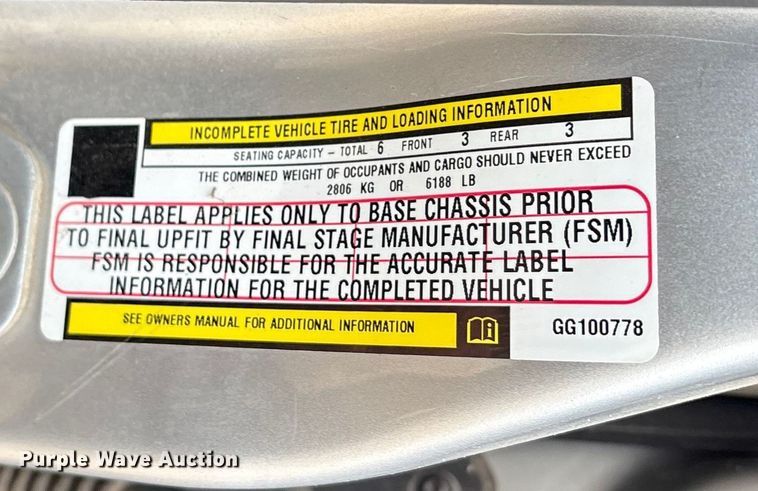 INCOMPLETE VEHICLE TIRE AND LOADING INFORMATION
SEATING CAPACITY - TOTAL 6 FRONT 3 REAR 3
THE COMBINED WEIGHT OF OCCUPANTS AND CARGO SHOULD NEVER EXCEED
2806 KG OR 6188 LB
THIS LABEL APPLIES ONLY TO BASE CHASSIS PRIOR
TO FINAL UPFIT BY FINAL STAGE MANUFACTURER (FSM)
FSM IS RESPONSIBLE FOR THE ACCURATE LABEL
INFORMATION FOR THE COMPLETED VEHICLE
SEE OWNERS MANUAL FOR ADDITIONAL INFORMATION
GG100778
Purple Wave Auction